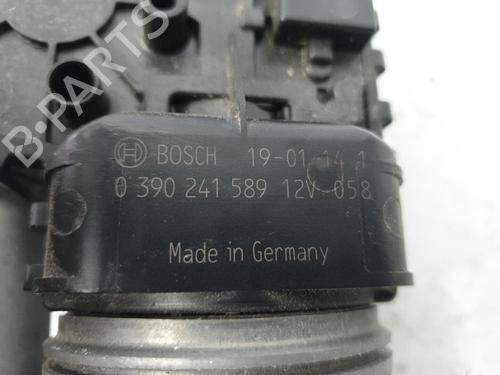 BOSCH 19-01-14 1
0 390 241 589 12V 058
Made in Germany
B-PARTS